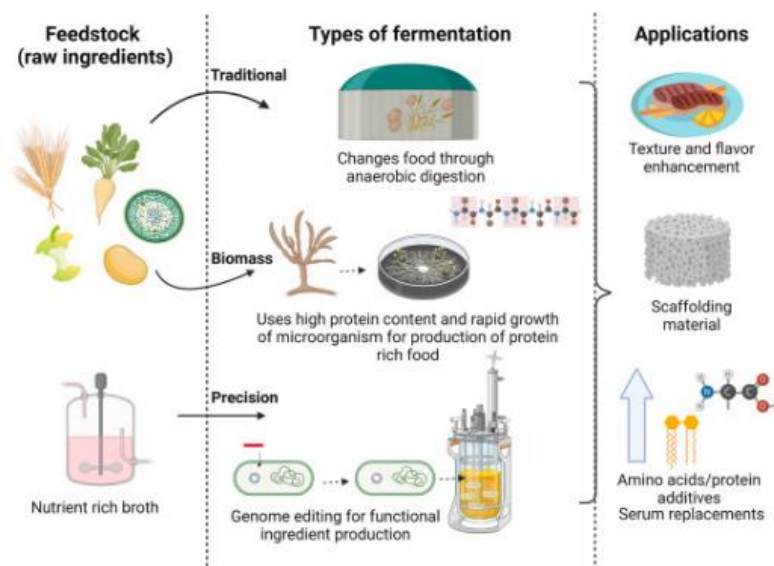 Feedstock
(raw ingredients)
Types of fermentation
Applications
Traditional
Changes food through
anaerobic digestion
Texture and flavor
enhancement
Biomass
Uses high protein content and rapid growth
of microorganism for production of protein
rich food
Scaffolding
material
Precision
Nutrient rich broth
Genome editing for functional
ingredient production
Amino acids/protein
additives
Serum replacements